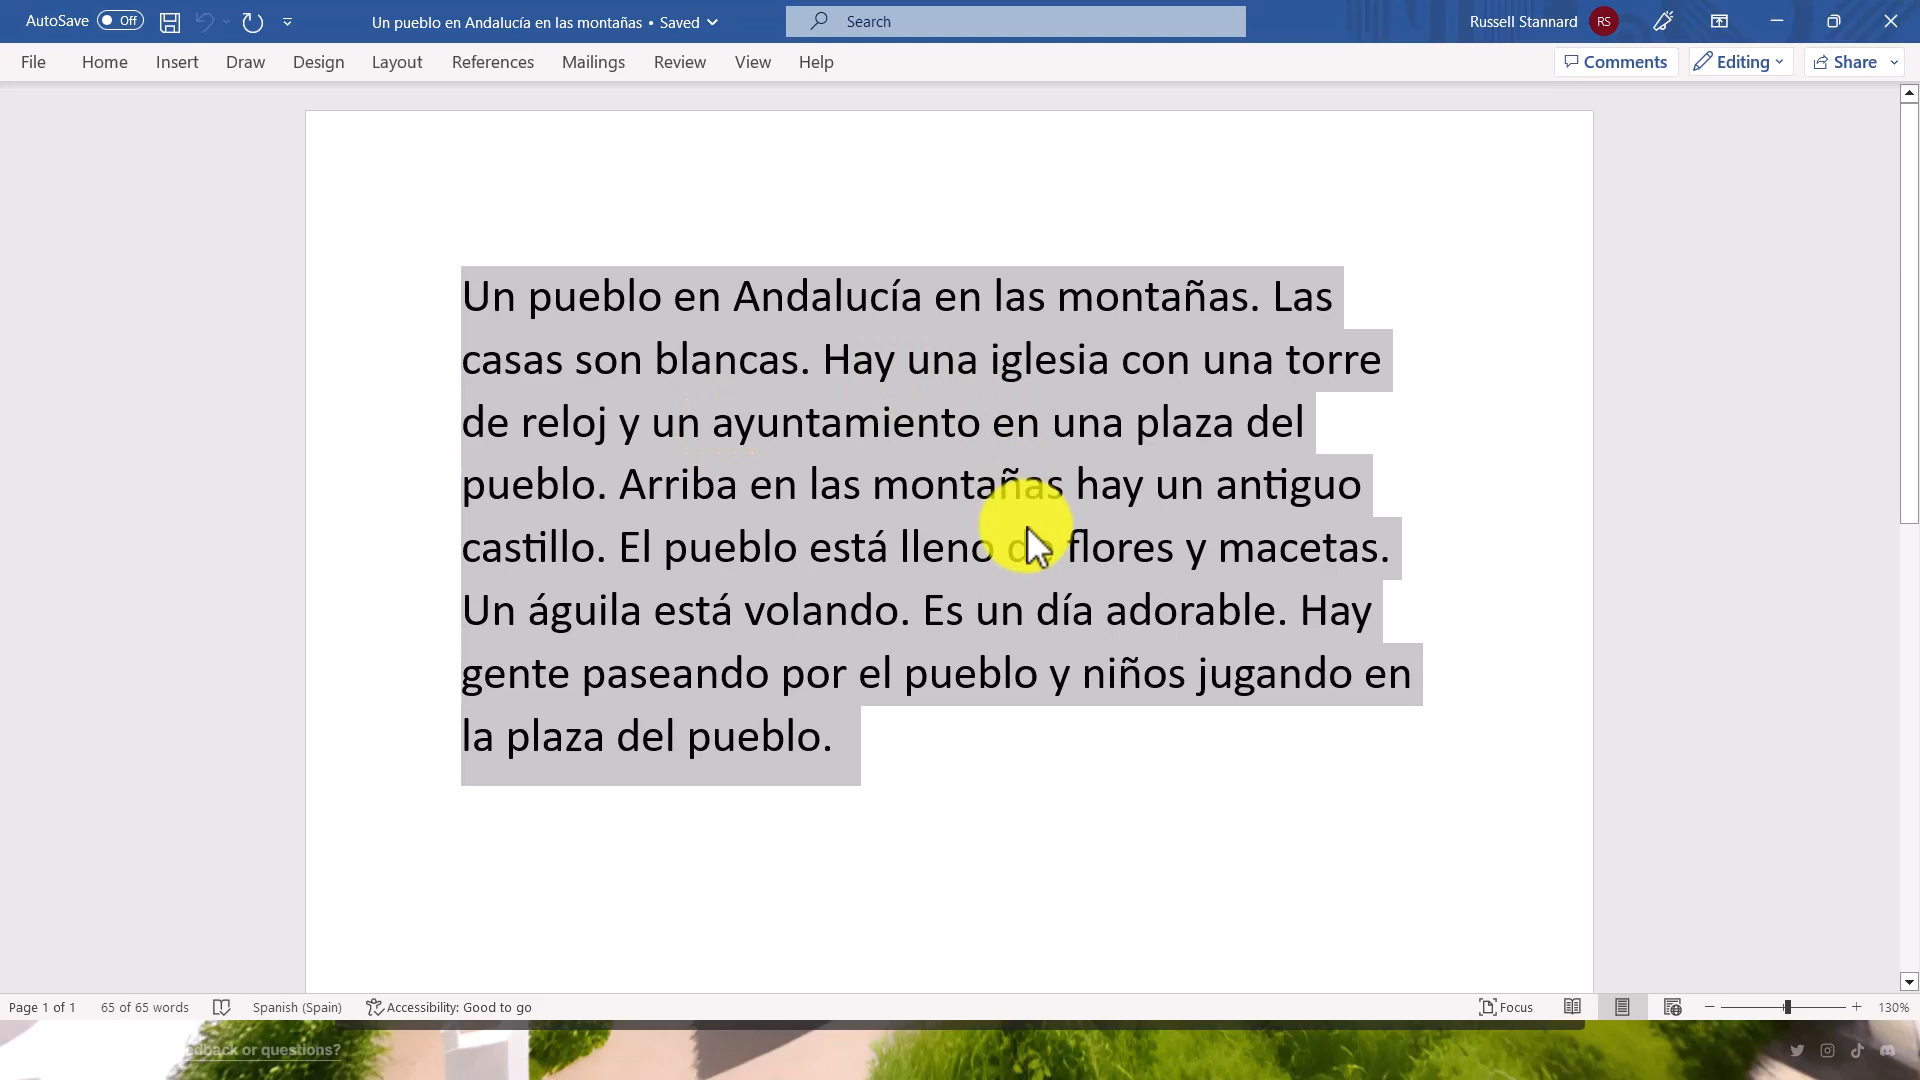 AutoSave Off Un pueblo en Andalucía en las montañas • Saved Search Russell Stannard RS
File Home Insert Draw Design Layout References Mailings Review View Help Comments Editing Share
Un pueblo en Andalucía en las montañas. Las
casas son blancas. Hay una iglesia con una torre
de reloj y un ayuntamiento en una plaza del
pueblo. Arriba en las montañas hay un antiguo
castillo. El pueblo está lleno de flores y macetas.
Un águila está volando. Es un día adorable. Hay
gente paseando por el pueblo y niños jugando en
la plaza del pueblo.
Page 1 of 1 65 of 65 words Spanish (Spain) Accessibility: Good to go Focus 130%
or questions?